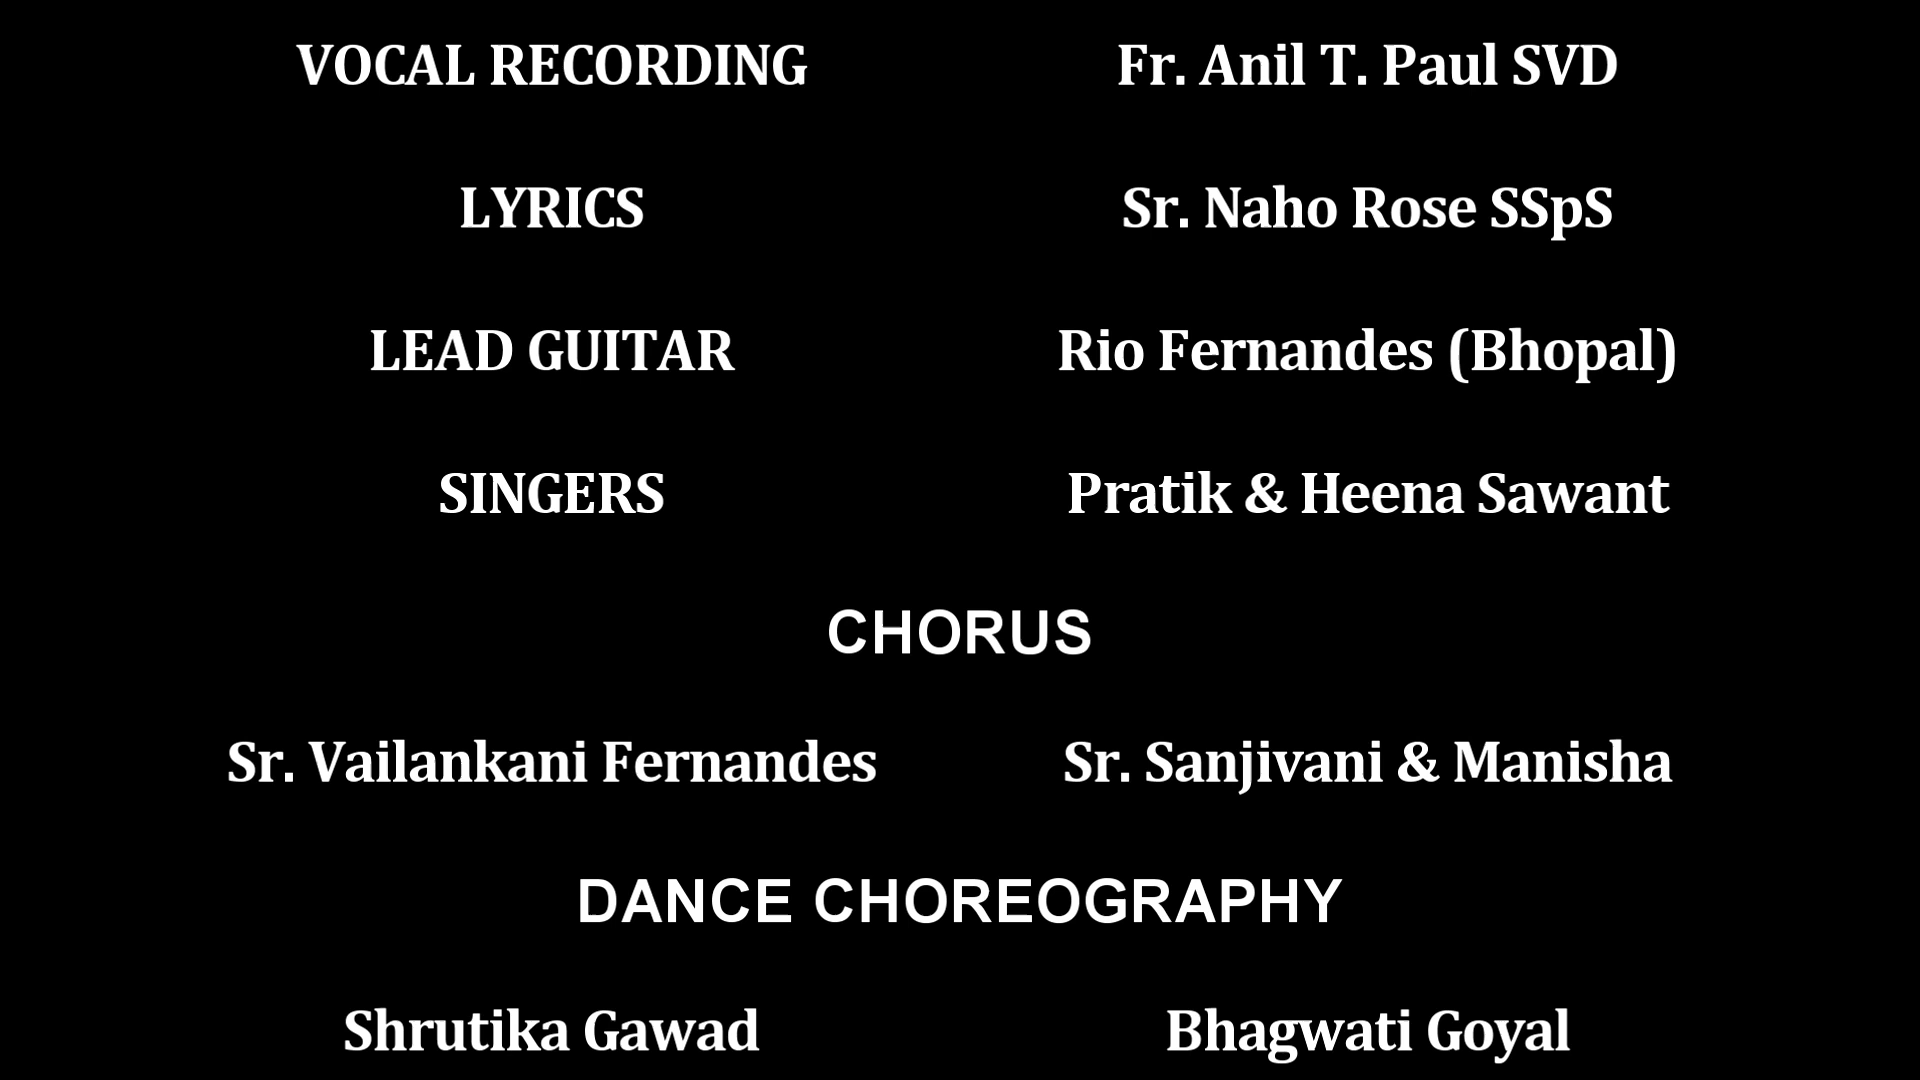 VOCAL RECORDING Fr. Anil T. Paul SVD
LYRICS Sr. Naho Rose SSpS
LEAD GUITAR Rio Fernandes (Bhopal)
SINGERS Pratik & Heena Sawant
CHORUS
Sr. Vailankani Fernandes Sr. Sanjivani & Manisha
DANCE CHOREOGRAPHY
Shrutika Gawad Bhagwati Goyal